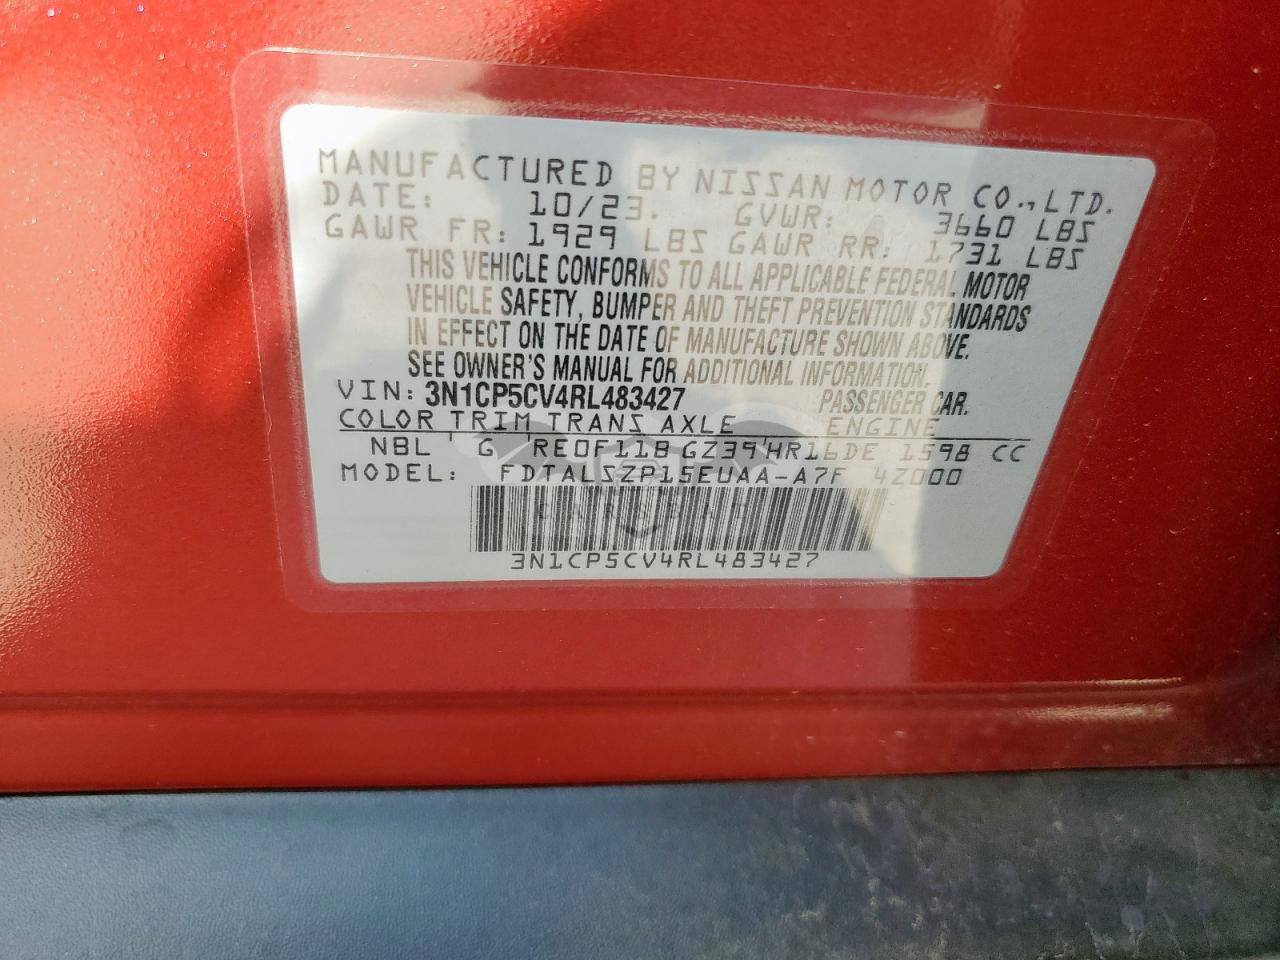 MANUFACTURED BY NISSAN MOTOR CO., LTD.
DATE: 10/23. GVWR: 3660 LBS
GAWR FR: 1929 LBS GAWR RR: 1731 LBS
THIS VEHICLE CONFORMS TO ALL APPLICABLE FEDERAL MOTOR
VEHICLE SAFETY, BUMPER AND THEFT PREVENTION STANDARDS
IN EFFECT ON THE DATE OF MANUFACTURE SHOWN ABOVE.
SEE OWNER'S MANUAL FOR ADDITIONAL INFORMATION.
VIN: 3N1CP5CV4RL483427 PASSENGER CAR.
COLOR TRIM TRANS AXLE ENGINE
NBL ' G 'RE0F11B GZ39'HR16DE 1598 CC
MODEL: FDTALSZP15EUAA-A7F 4Z000
3N1CP5CV4RL483427